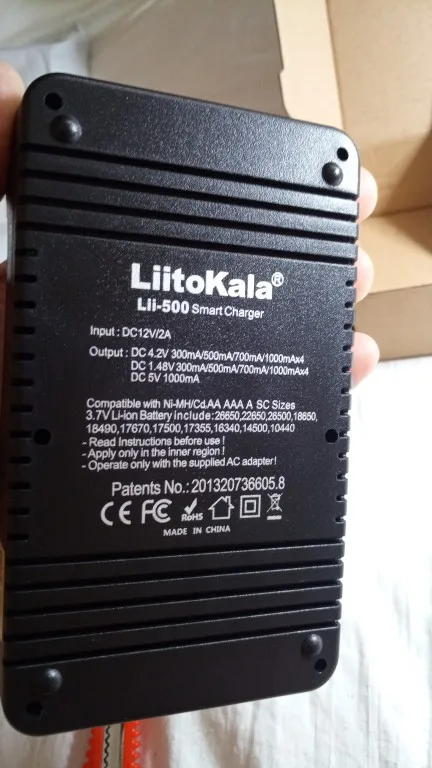 LiitoKala®
Lii-500 Smart Charger
Input : DC12V/2A
Output : DC 4.2V 300mA/500mA/700mA/1000mAx4
DC 1.48V 300mA/500mA/700mA/1000mAx4
DC 5V 1000mA
Compatible with Ni-MH/Cd,AA AAA A SC Sizes
3.7V Li-ion Battery include:26650,22650,26500,18650,
18490,17670,17500,17355,16340,14500,10440
- Read Instructions before use !
- Apply only in the inner region !
- Operate only with the supplied AC adapter!
Patents No.: 201320736605.8
CE FC RoHS
MADE IN CHINA